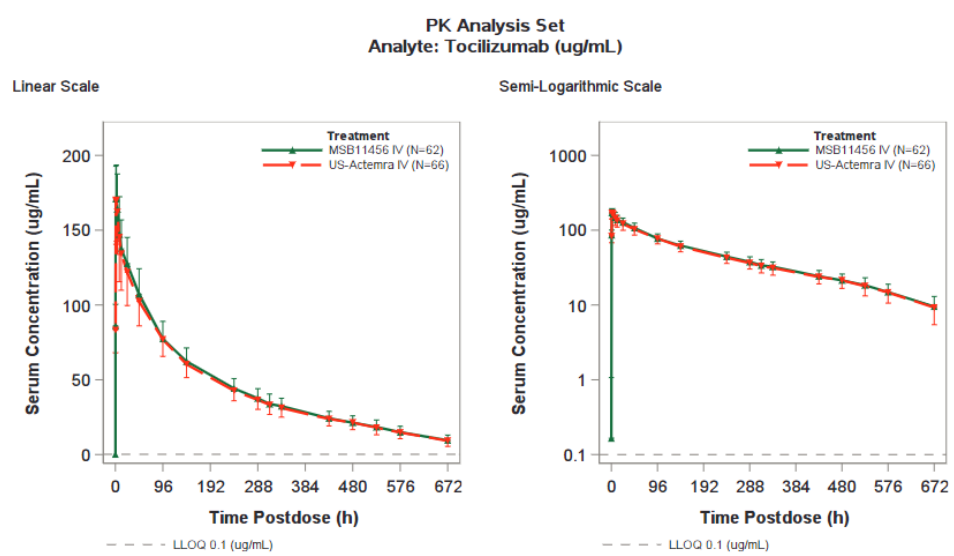 PK Analysis Set
Analyte: Tocilizumab (ug/mL)
Linear Scale
Semi-Logarithmic Scale
Treatment
MSB11456 IV (N=62)
US-Actemra IV (N=66)
Serum Concentration (ug/mL)
200
150
100
50
0
0 96 192 288 384 480 576 672
Time Postdose (h)
LLOQ 0.1 (ug/mL)
Treatment
MSB11456 IV (N=62)
US-Actemra IV (N=66)
Serum Concentration (ug/mL)
1000
100
10
1
0.1
0 96 192 288 384 480 576 672
Time Postdose (h)
LLOQ 0.1 (ug/mL)